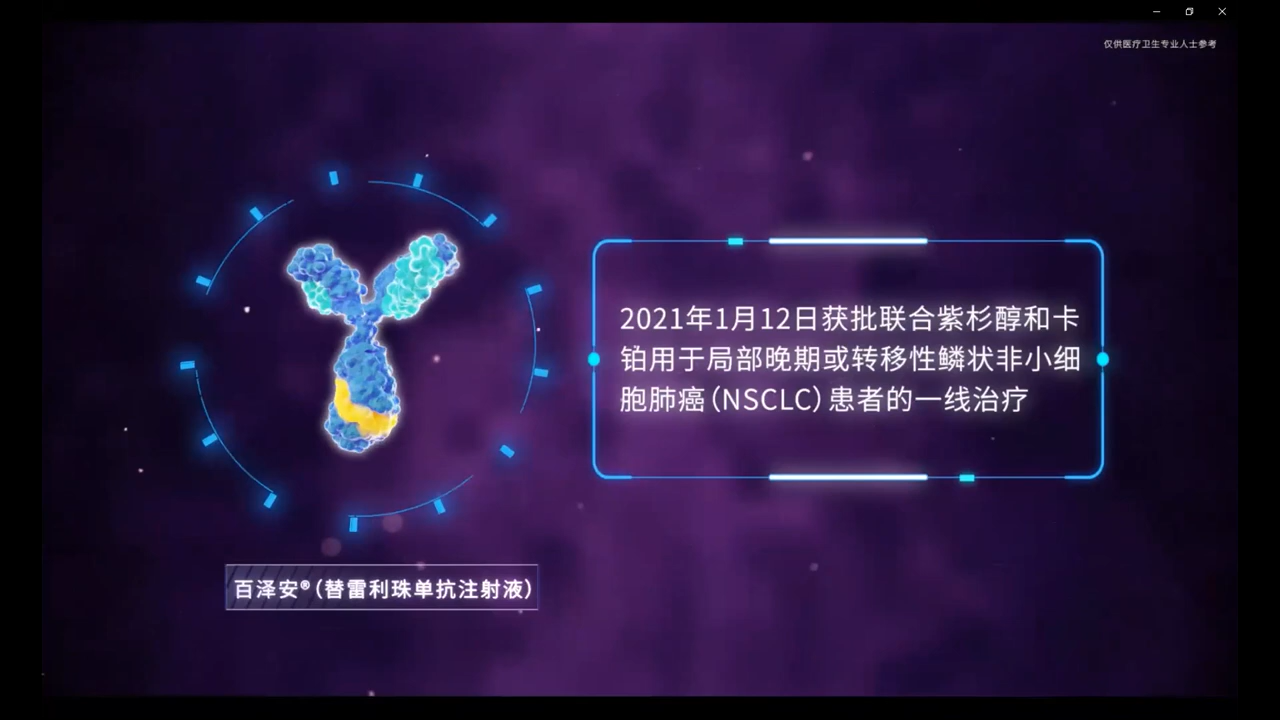 仅供医疗卫生专业人士参考
2021年1月12日获批联合紫杉醇和卡
铂用于局部晚期或转移性鳞状非小细
胞肺癌(NSCLC)患者的一线治疗
百泽安®(替雷利珠单抗注射液)